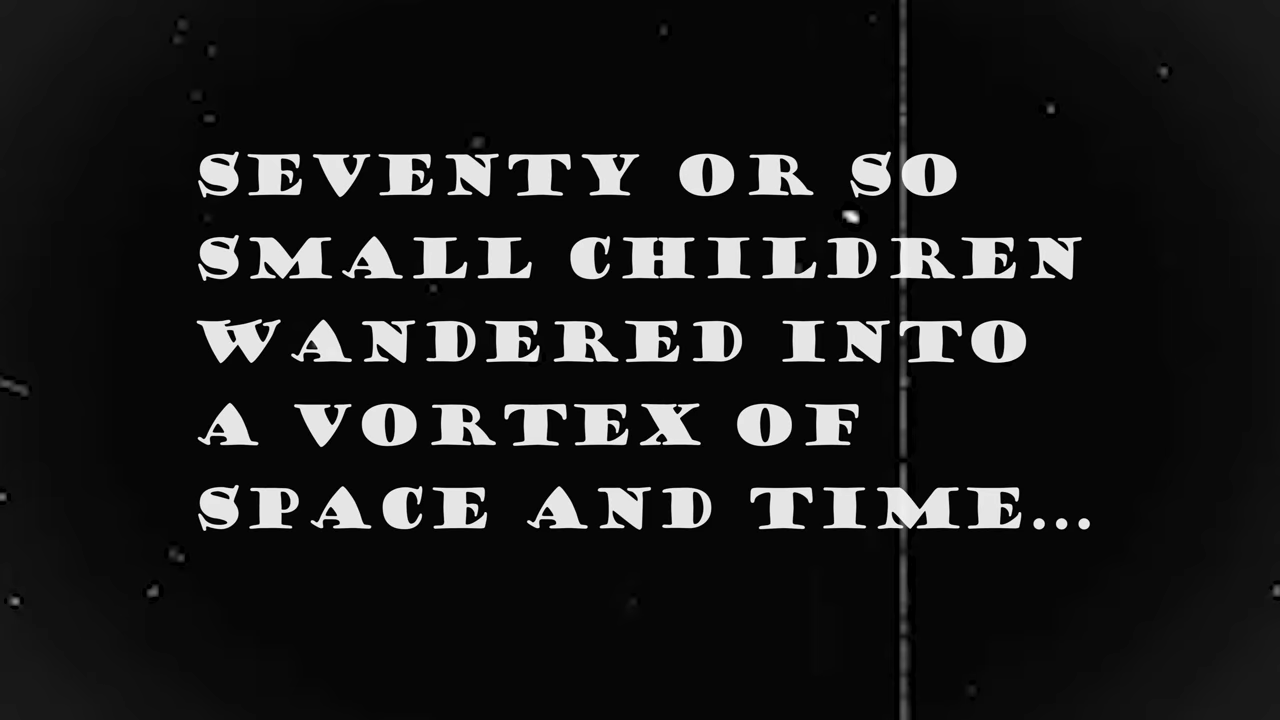 SEVENTY OR SO
SMALL CHILDREN
WANDERED INTO
A VORTEX OF
SPACE AND TIME...